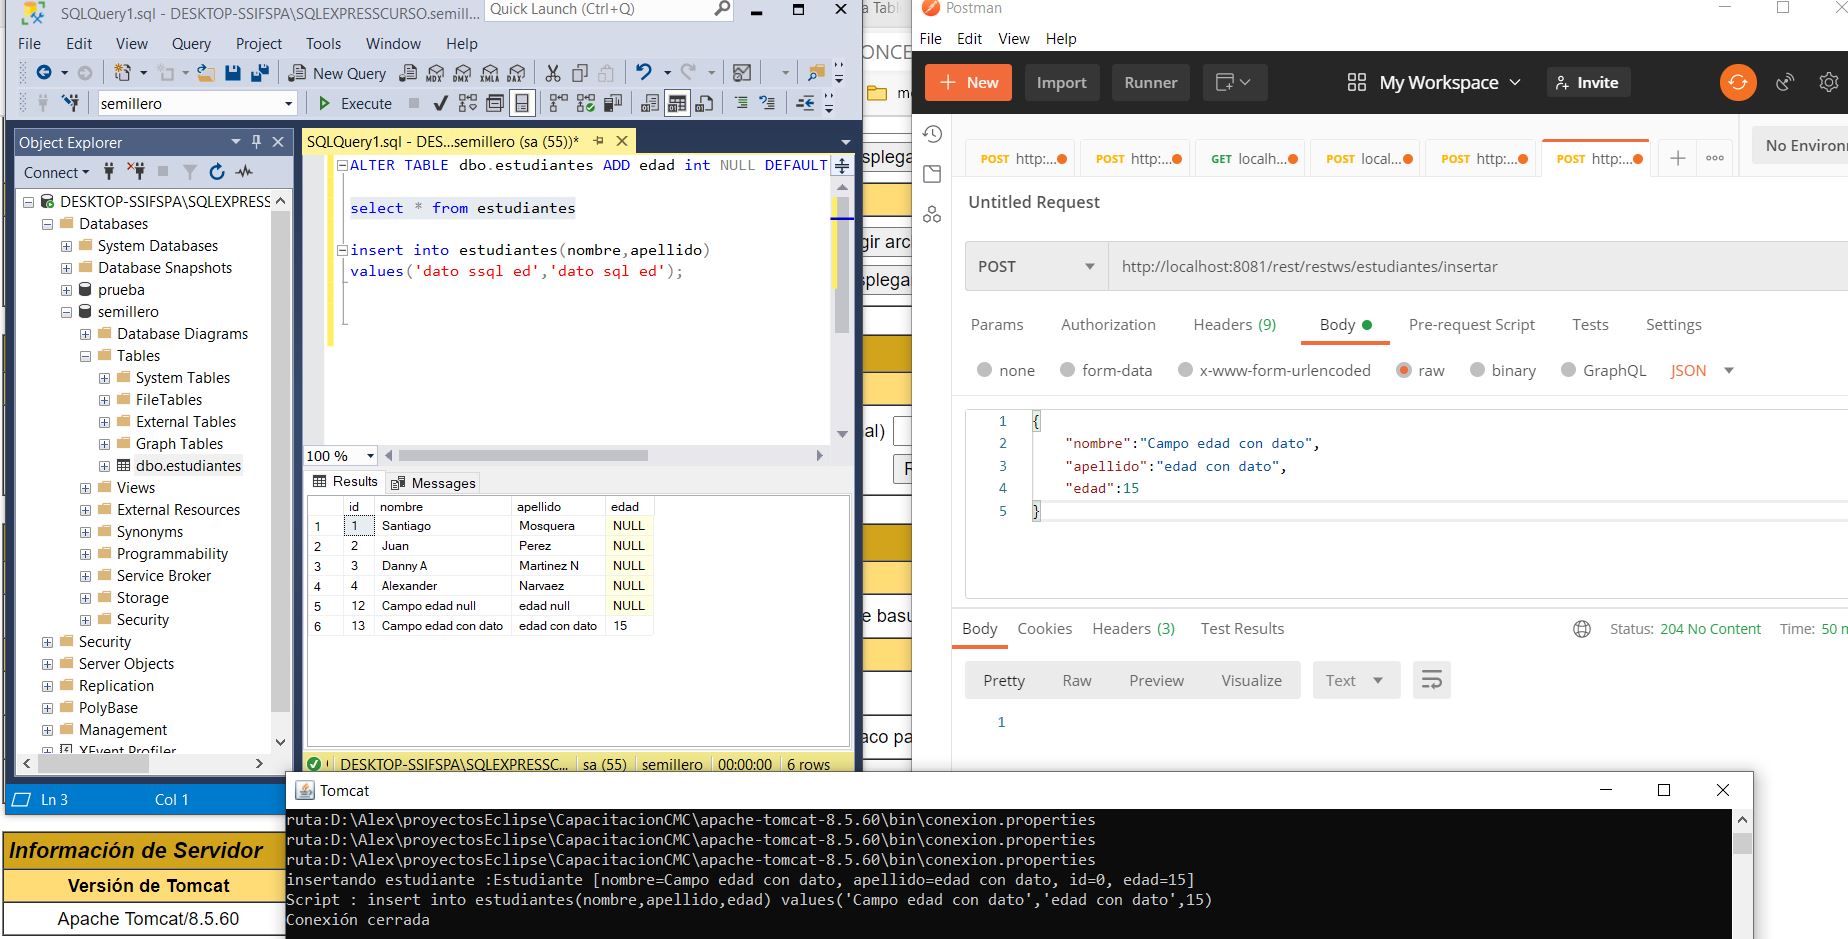 SQLQuery1.sql - DESKTOP-SSIFSPA\SQLEXPRESSCURSO.semill...
Quick Launch (Ctrl+Q)
File Edit View Query Project Tools Window Help
New Query MDX DMX XMLA DAX
semillero Execute
Object Explorer
Connect
DESKTOP-SSIFSPA\SQLEXPRESS
Databases
System Databases
Database Snapshots
prueba
semillero
Database Diagrams
Tables
System Tables
FileTables
External Tables
Graph Tables
dbo.estudiantes
Views
External Resources
Synonyms
Programmability
Service Broker
Storage
Security
Security
Server Objects
Replication
PolyBase
Management
XEvent Profiler
SQLQuery1.sql - DES...semillero (sa (55))*
ALTER TABLE dbo.estudiantes ADD edad int NULL DEFAULT
select * from estudiantes
insert into estudiantes(nombre,apellido)
values('dato ssql ed','dato sql ed');
100 %
Results Messages
id nombre apellido edad
1 1 Santiago Mosquera NULL
2 2 Juan Perez NULL
3 3 Danny A Martinez N NULL
4 4 Alexander Narvaez NULL
5 12 Campo edad null edad null NULL
6 13 Campo edad con dato edad con dato 15
DESKTOP-SSIFSPA\SQLEXPRESSC... sa (55) semillero 00:00:00 6 rows
Ln 3 Col 1
a Tabl
ONCE
splega
gir arc
splega
al)
R
e basu
aco pa
Postman
File Edit View Help
New Import Runner My Workspace Invite
POST http:... POST http:... GET localh... POST local... POST http:... POST http:...
No Environ
Untitled Request
POST http://localhost:8081/rest/restws/estudiantes/insertar
Params Authorization Headers (9) Body Pre-request Script Tests Settings
none form-data x-www-form-urlencoded raw binary GraphQL JSON
1 {
2 "nombre":"Campo edad con dato",
3 "apellido":"edad con dato",
4 "edad":15
5 }
Body Cookies Headers (3) Test Results Status: 204 No Content Time: 50 m
Pretty Raw Preview Visualize Text
1
Tomcat
ruta:D:\Alex\proyectosEclipse\CapacitacionCMC\apache-tomcat-8.5.60\bin\conexion.properties
ruta:D:\Alex\proyectosEclipse\CapacitacionCMC\apache-tomcat-8.5.60\bin\conexion.properties
ruta:D:\Alex\proyectosEclipse\CapacitacionCMC\apache-tomcat-8.5.60\bin\conexion.properties
insertando estudiante :Estudiante [nombre=Campo edad con dato, apellido=edad con dato, id=0, edad=15]
Script : insert into estudiantes(nombre,apellido,edad) values('Campo edad con dato','edad con dato',15)
Conexión cerrada
Información de Servidor
Versión de Tomcat
Apache Tomcat/8.5.60